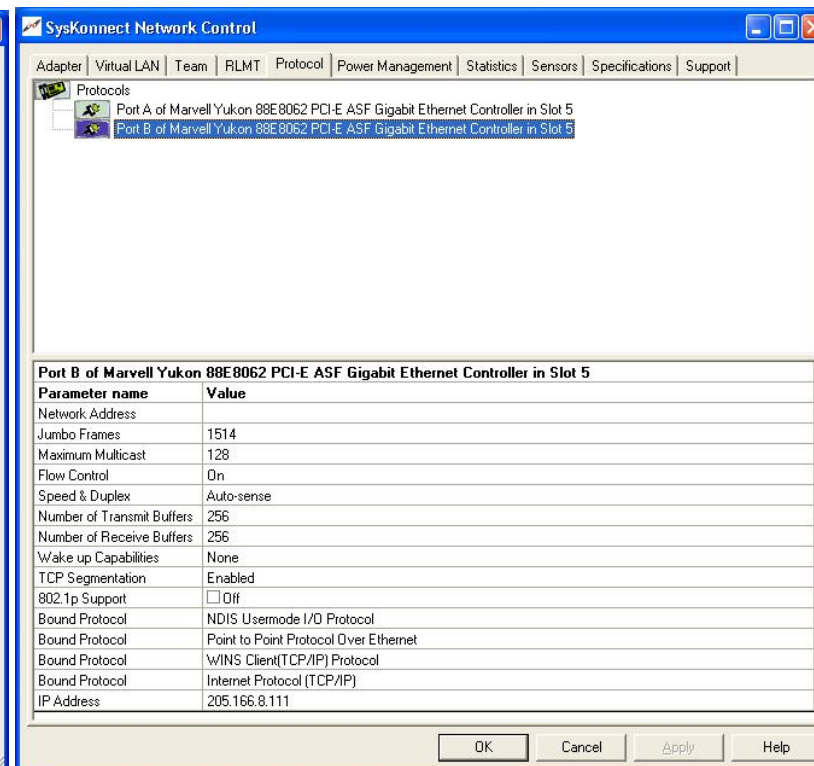 SysKonnect Network Control
Adapter Virtual LAN Team RLMT Protocol Power Management Statistics Sensors Specifications Support
Protocols
Port A of Marvell Yukon 88E8062 PCI-E ASF Gigabit Ethernet Controller in Slot 5
Port B of Marvell Yukon 88E8062 PCI-E ASF Gigabit Ethernet Controller in Slot 5
Port B of Marvell Yukon 88E8062 PCI-E ASF Gigabit Ethernet Controller in Slot 5
Parameter name Value
Network Address
Jumbo Frames 1514
Maximum Multicast 128
Flow Control On
Speed & Duplex Auto-sense
Number of Transmit Buffers 256
Number of Receive Buffers 256
Wake up Capabilities None
TCP Segmentation Enabled
802.1p Support Off
Bound Protocol NDIS Usermode I/O Protocol
Bound Protocol Point to Point Protocol Over Ethernet
Bound Protocol WINS Client(TCP/IP) Protocol
Bound Protocol Internet Protocol (TCP/IP)
IP Address 205.166.8.111
OK Cancel Apply Help